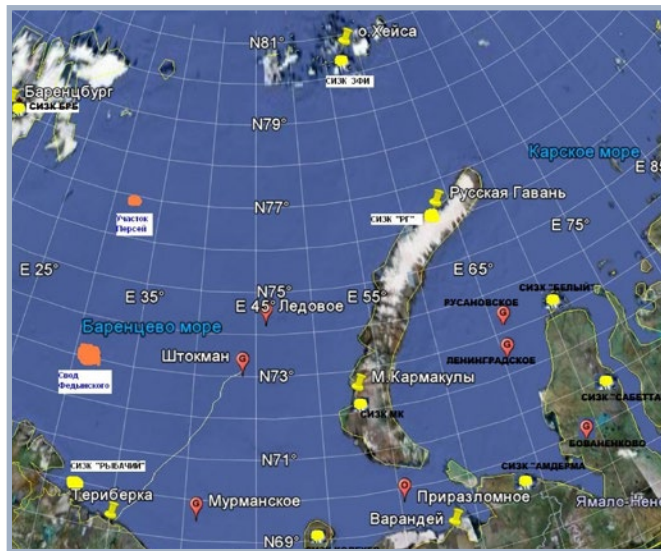 о.Хейса
N81°
СИЗК ЗФИ
Баренцбург
СИЗК БРБ
N79°
Карское море
E 85
Русская Гавань
N77°
Участок
Персей
СИЗК "РГ"
E 75°
E 25°
E 65°
N75°
E 35°
E 45°
Ледовое
E 55°
СИЗК "БЕЛЫЙ"
РУСАНОВСКОЕ
Баренцево море
Штокман
ЛЕНИНГРАДСКОЕ
Свод
Федынского
N73°
М.Кармакулы
СИЗК "САБЕТТА
СИЗК МК
БОВАНЕНКОВО
N71°
СИЗК "РЫБАЧИЙ"
СИЗК "АМДЕРМА
Териберка
Мурманское
Приразломное
Ямало-Нене
Варандей
N69°